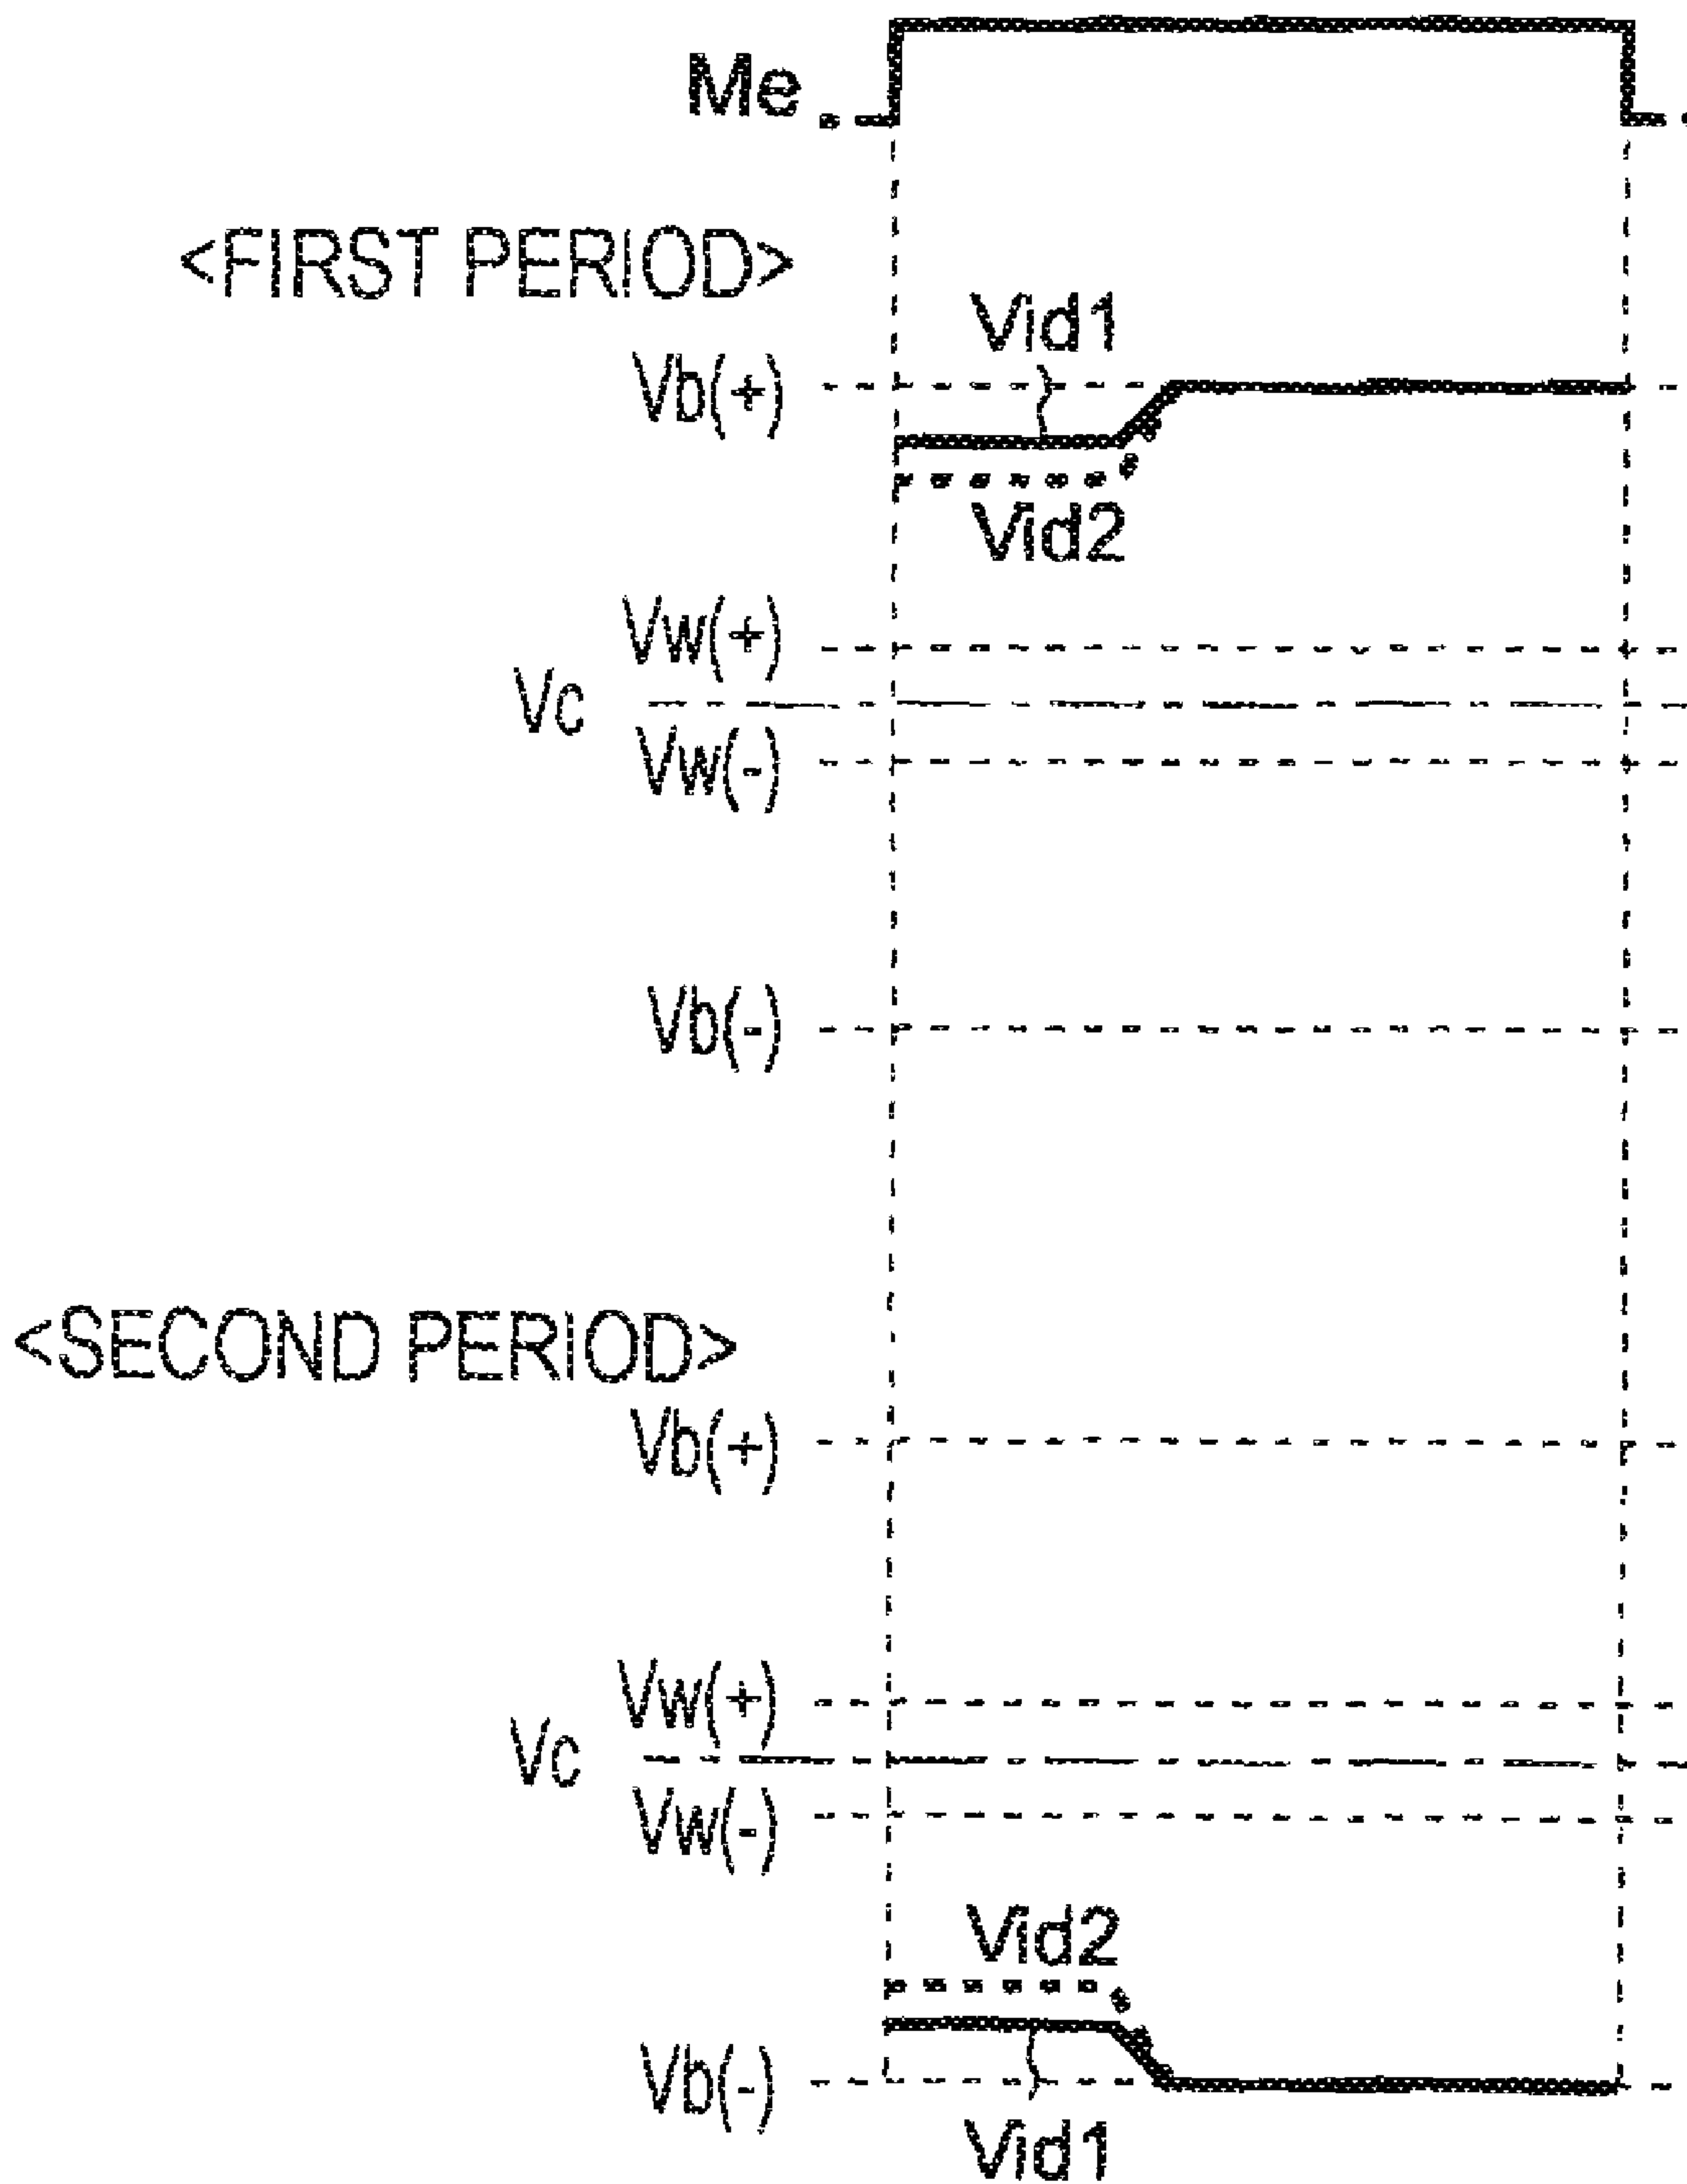 Me
<FIRST PERIOD>
Vid1
Vb(+)
Vid2
Vw(+)
Vc
Vw(-)
Vb(-)
<SECOND PERIOD>
Vb(+)
Vw(+)
Vc
Vw(-)
Vid2
Vb(-)
Vid1